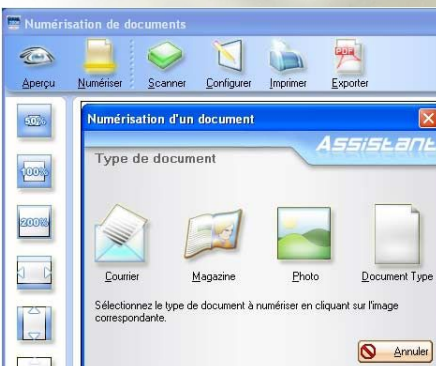 Numérisation de documents
Aperçu Numériser Scanner Configurer Imprimer Exporter
PDF
50%
100%
200%
Numérisation d'un document
Assistant
Type de document
Courrier Magazine Photo Document Type
Sélectionnez le type de document à numériser en cliquant sur l'image
correspondante.
Annuler